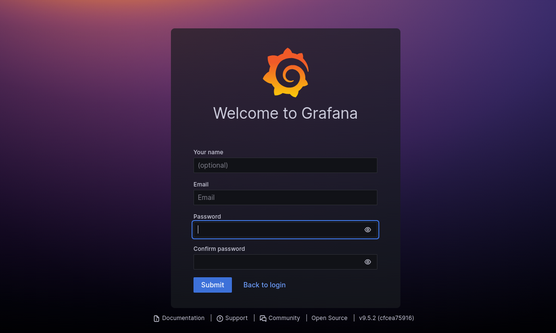 Welcome to Grafana
Your name
(optional)
Email
Email
Password
Confirm password
Submit Back to login
Documentation | Support | Community | Open Source | v9.5.2 (cfcea75916)